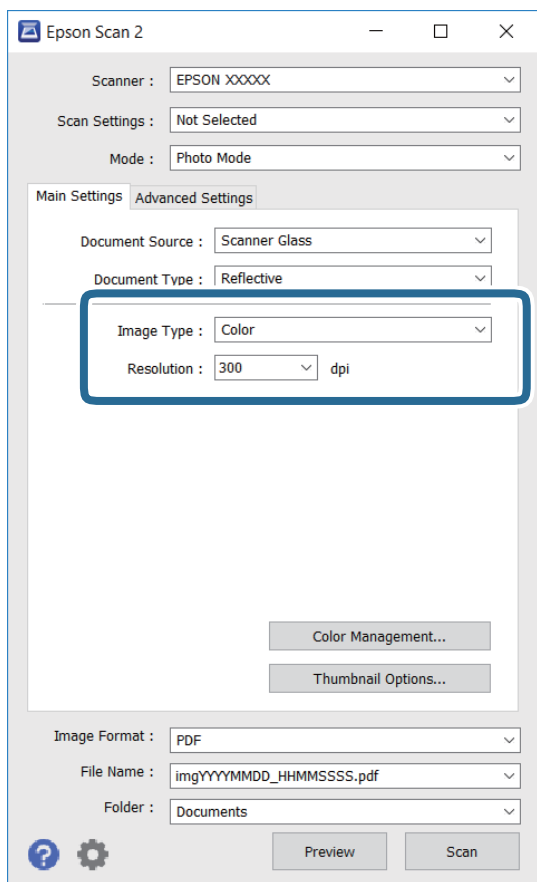 Epson Scan 2
Scanner : EPSON XXXXX
Scan Settings : Not Selected
Mode : Photo Mode
Main Settings Advanced Settings
Document Source : Scanner Glass
Document Type : Reflective
Image Type : Color
Resolution : 300 dpi
Color Management...
Thumbnail Options...
Image Format : PDF
File Name : imgYYYYMMDD_HHMMSSSS.pdf
Folder : Documents
? Preview Scan